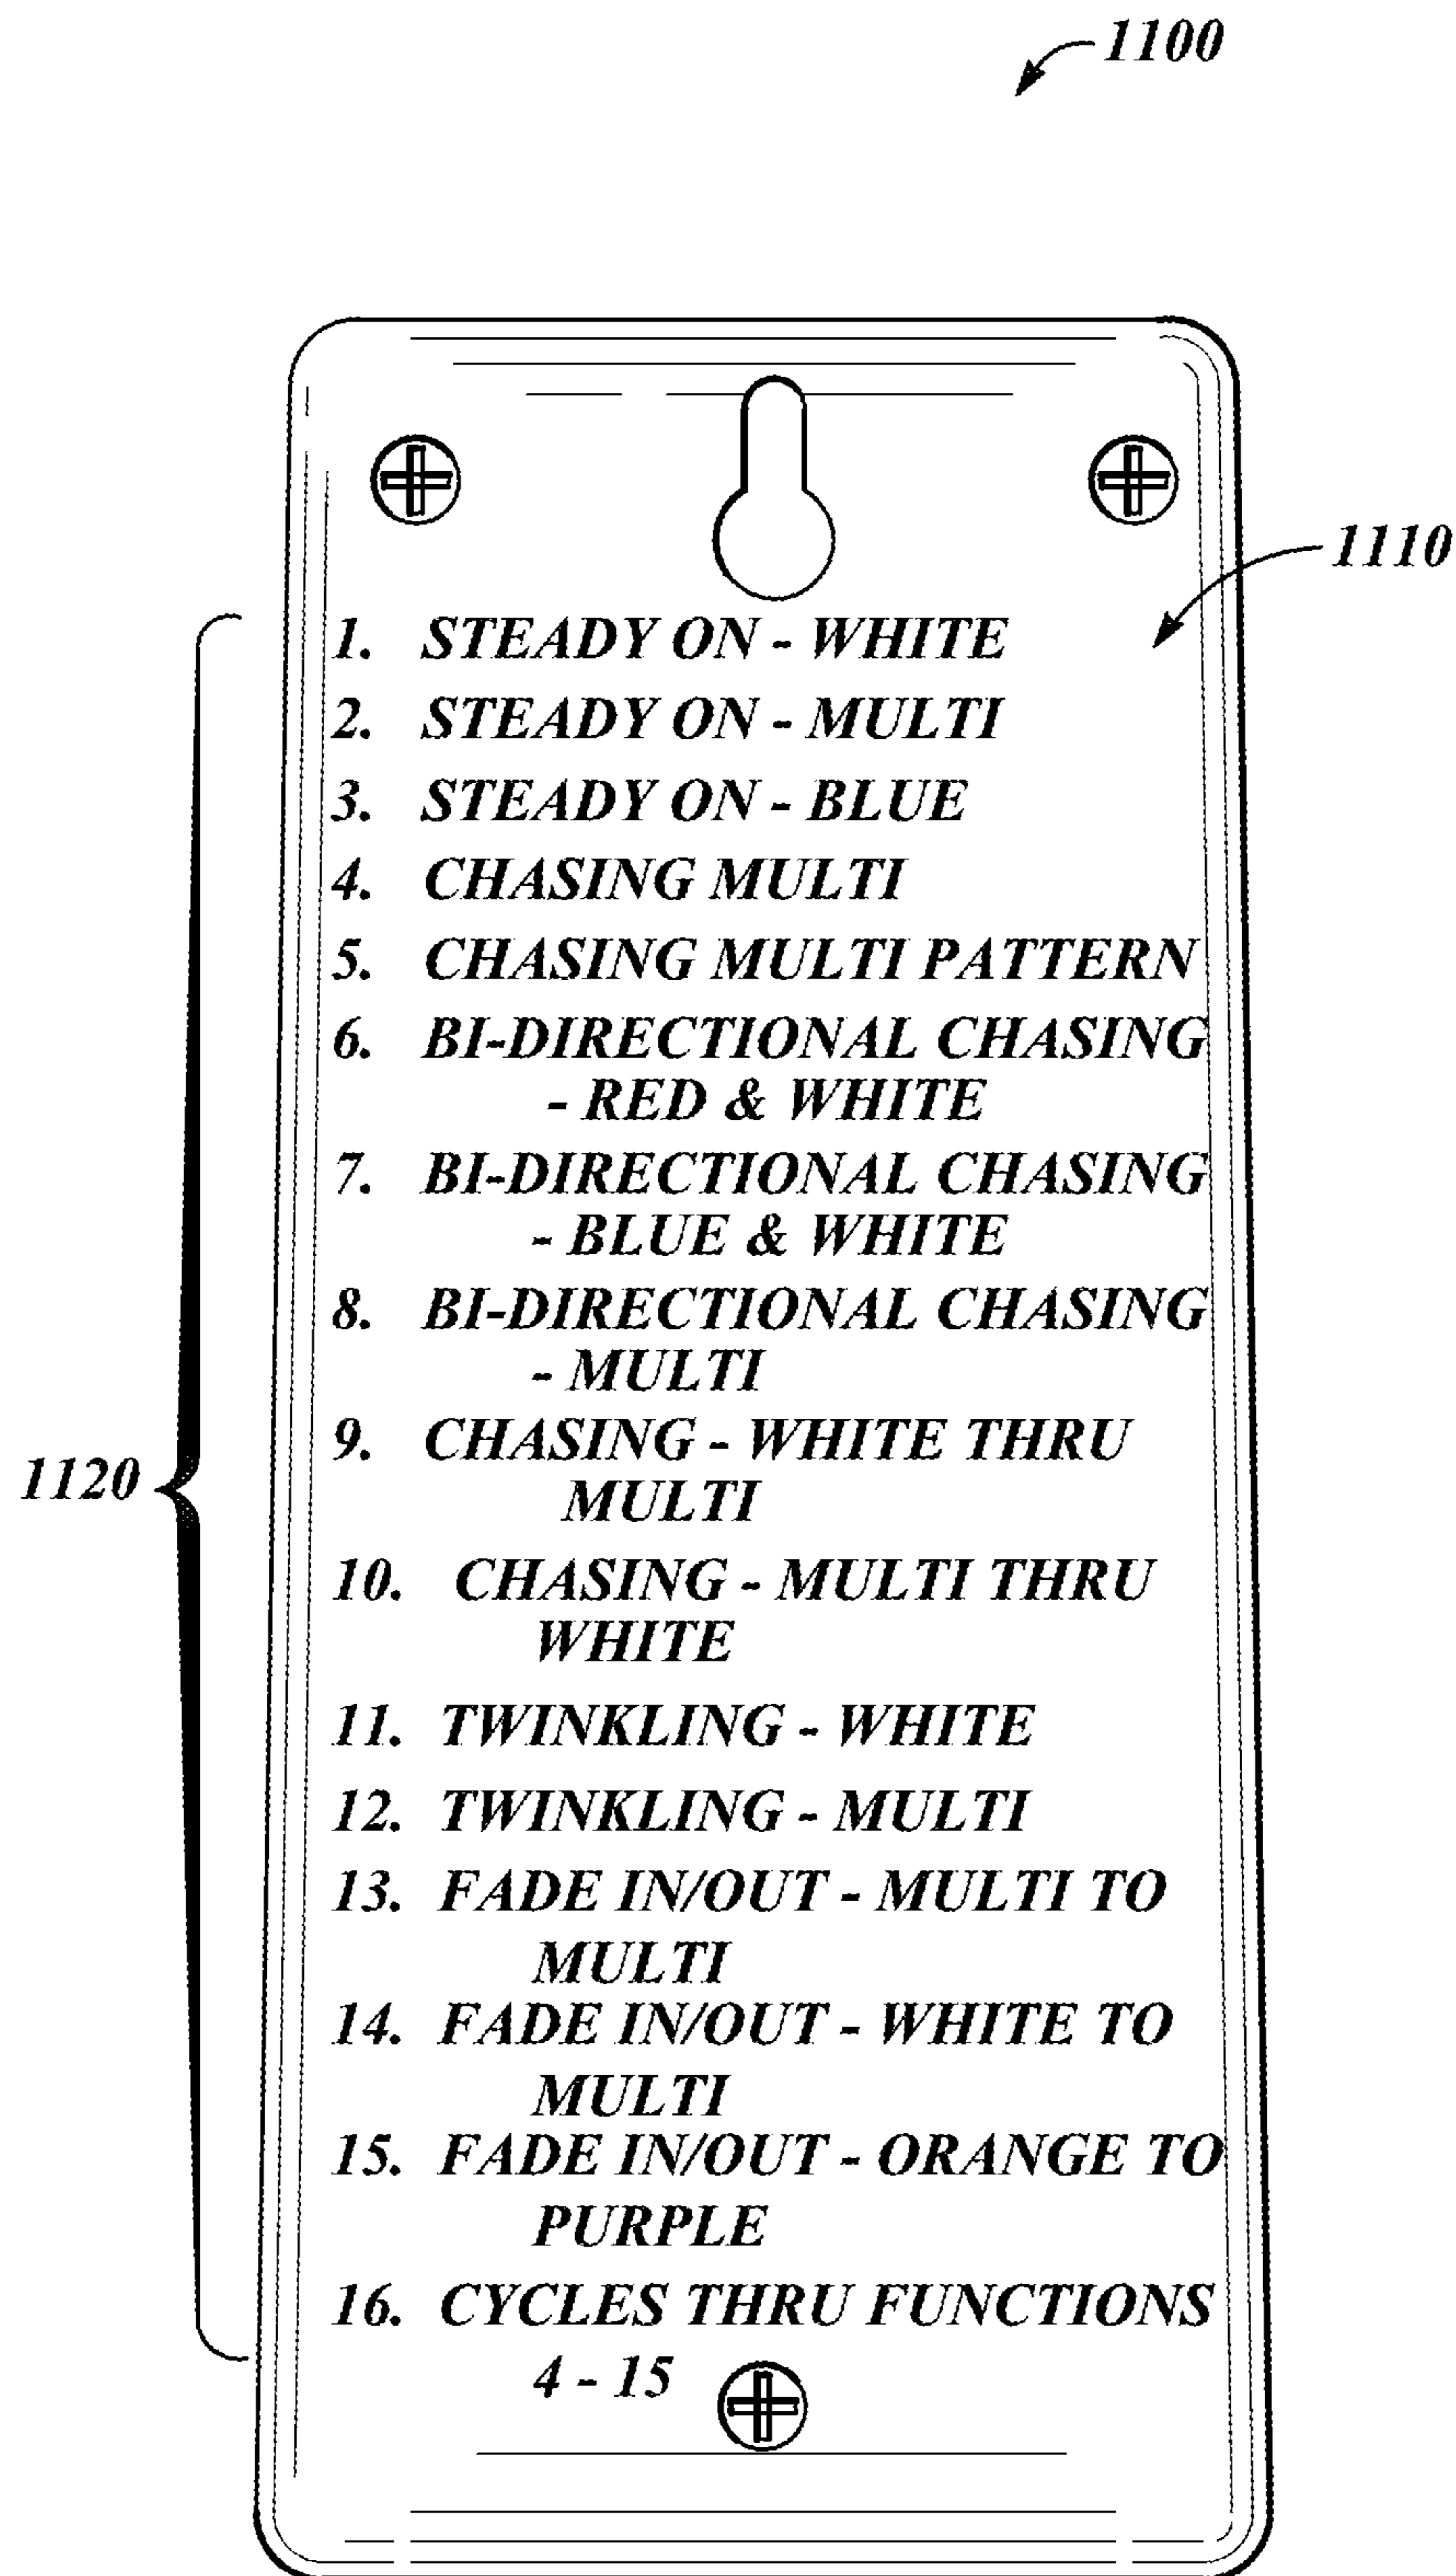 1100
1110
1. STEADY ON - WHITE
2. STEADY ON - MULTI
3. STEADY ON - BLUE
4. CHASING MULTI
5. CHASING MULTI PATTERN
6. BI-DIRECTIONAL CHASING
- RED & WHITE
7. BI-DIRECTIONAL CHASING
- BLUE & WHITE
8. BI-DIRECTIONAL CHASING
- MULTI
9. CHASING - WHITE THRU
MULTI
1120
10. CHASING - MULTI THRU
WHITE
11. TWINKLING - WHITE
12. TWINKLING - MULTI
13. FADE IN/OUT - MULTI TO
MULTI
14. FADE IN/OUT - WHITE TO
MULTI
15. FADE IN/OUT - ORANGE TO
PURPLE
16. CYCLES THRU FUNCTIONS
4 - 15